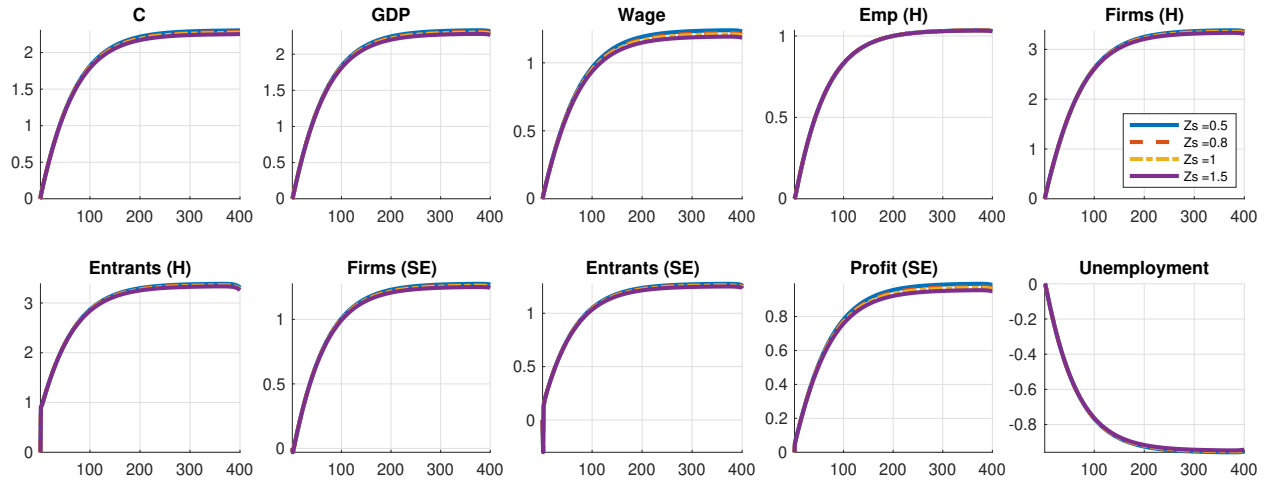 C
2
1.5
1
0.5
0
100 200 300 400
GDP
2
1.5
1
0.5
0
100 200 300 400
Wage
1
0.5
0
100 200 300 400
Emp (H)
1
0.5
0
100 200 300 400
Firms (H)
3
2
1
0
100 200 300 400
Zs =0.5
Zs =0.8
Zs =1
Zs =1.5
Entrants (H)
3
2
1
0
100 200 300 400
Firms (SE)
1
0.5
0
100 200 300 400
Entrants (SE)
1
0.5
0
100 200 300 400
Profit (SE)
0.8
0.6
0.4
0.2
0
100 200 300 400
Unemployment
0
-0.2
-0.4
-0.6
-0.8
100 200 300 400